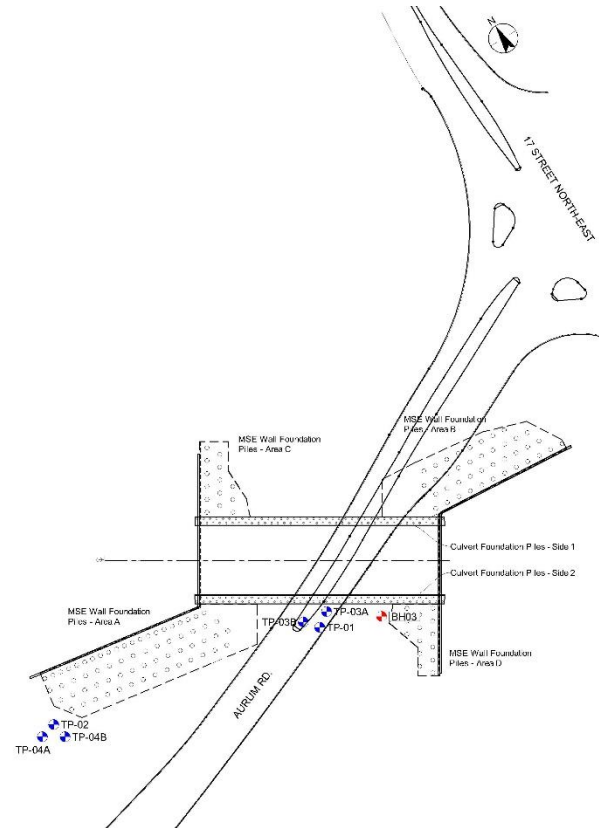 N
17 STREET NORTH-EAST
MSE Wall Foundation
Piles - Area B
MSE Wall Foundation
Piles - Area C
Culvert Foundation Piles - Side 1
Culvert Foundation Piles - Side 2
MSE Wall Foundation
Piles - Area A
TP-03A
TP-03B
BH03
TP-01
MSE Wall Foundation
Piles - Area D
AURUM RD.
TP-02
TP-04A
TP-04B